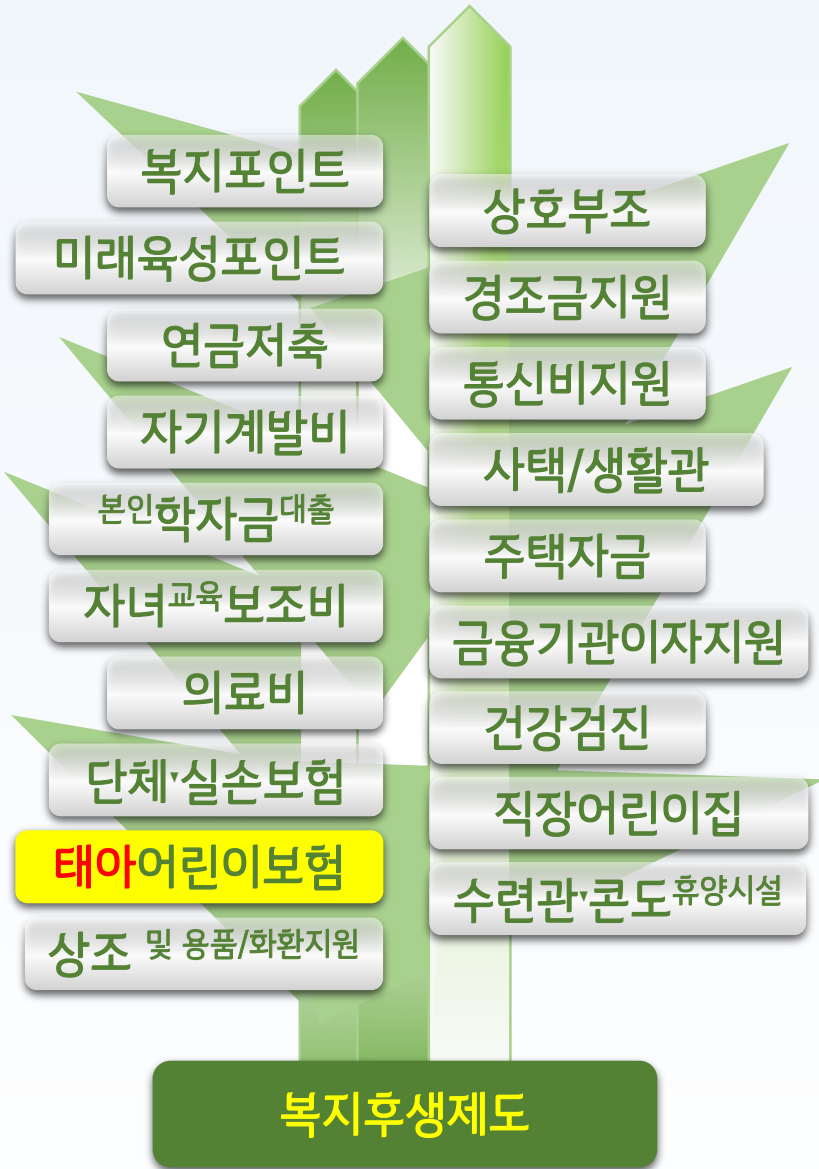 복지포인트
미래육성포인트
연금저축
자기계발비
본인학자금대출
자녀교육보조비
의료비
단체▾실손보험
태아어린이보험
상조 및 용품/화환지원
상호부조
경조금지원
통신비지원
사택/생활관
주택자금
금융기관이자지원
건강검진
직장어린이집
수련관▾콘도휴양시설
복지후생제도